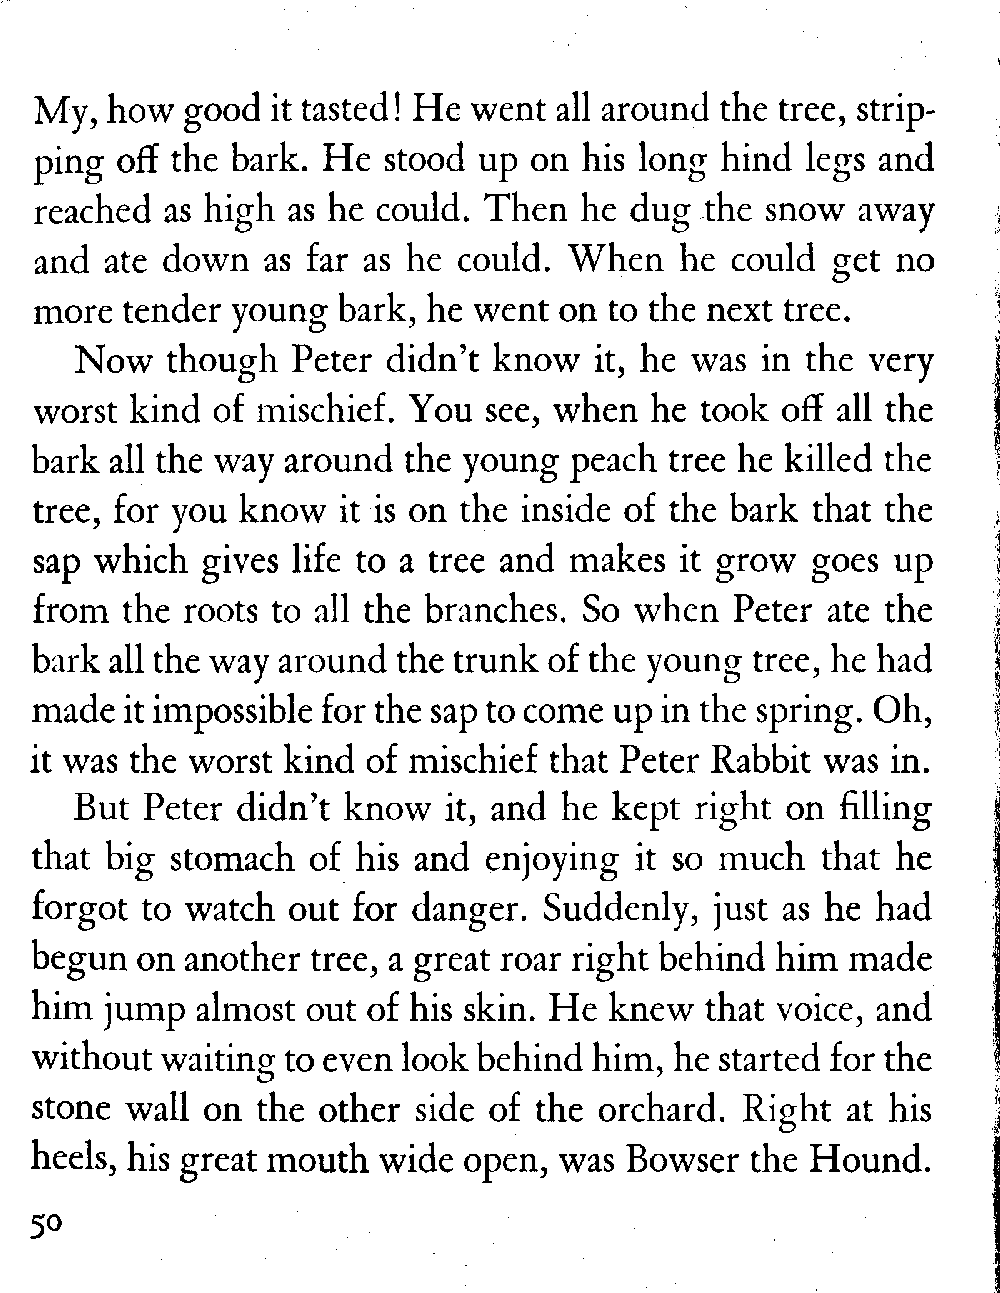 My, how good it tasted! He went all around the tree, strip-
ping off the bark. He stood up on his long hind legs and
reached as high as he could. Then he dug the snow away
and ate down as far as he could. When he could get no
more tender young bark, he went on to the next tree.
Now though Peter didn't know it, he was in the very
worst kind of mischief. You see, when he took off all the
bark all the way around the young peach tree he killed the
tree, for you know it is on the inside of the bark that the
sap which gives life to a tree and makes it grow goes up
from the roots to all the branches. So when Peter ate the
bark all the way around the trunk of the young tree, he had
made it impossible for the sap to come up in the spring. Oh,
it was the worst kind of mischief that Peter Rabbit was in.
But Peter didn't know it, and he kept right on filling
that big stomach of his and enjoying it so much that he
forgot to watch out for danger. Suddenly, just as he had
begun on another tree, a great roar right behind him made
him jump almost out of his skin. He knew that voice, and
without waiting to even look behind him, he started for the
stone wall on the other side of the orchard. Right at his
heels, his great mouth wide open, was Bowser the Hound.
50